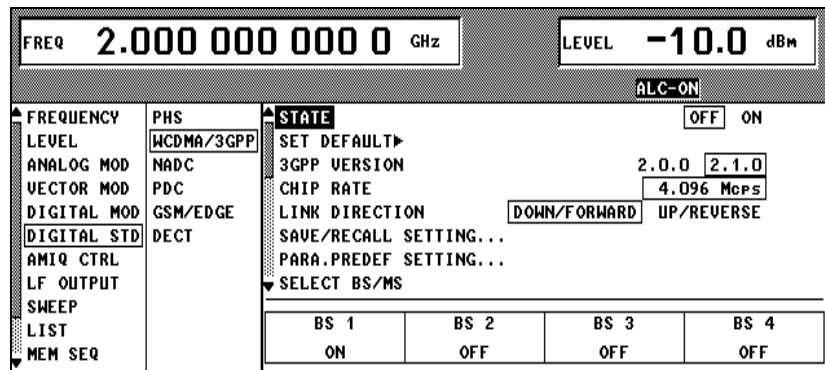 FREQ 2.000 000 000 0 GHz
LEVEL -10.0 dBm
ALC-ON
FREQUENCY
LEVEL
ANALOG MOD
VECTOR MOD
DIGITAL MOD
DIGITAL STD
AMIQ CTRL
LF OUTPUT
SWEEP
LIST
MEM SEQ
PHS
WCDMA/3GPP
NADC
PDC
GSM/EDGE
DECT
STATE OFF ON
SET DEFAULT▶
3GPP VERSION 2.0.0 2.1.0
CHIP RATE 4.096 Mcps
LINK DIRECTION DOWN/FORWARD UP/REVERSE
SAVE/RECALL SETTING...
PARA.PREDEF SETTING...
SELECT BS/MS
BS 1 BS 2 BS 3 BS 4
ON OFF OFF OFF